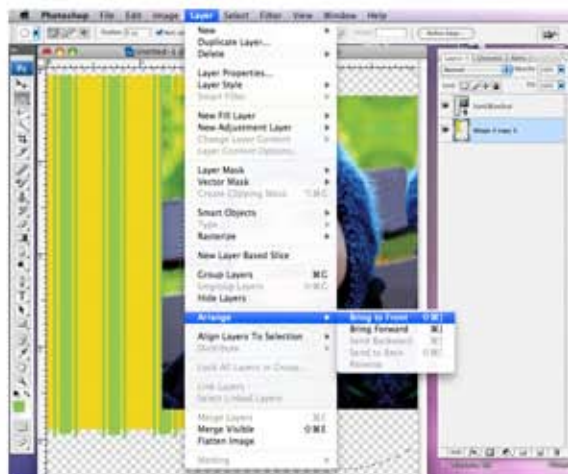 Photoshop File Edit Image Layer Select Filter View Window Help
New
Duplicate Layer...
Delete
Layer Properties...
Layer Style
Smart Filter
New Fill Layer
New Adjustment Layer
Change Layer Content
Layer Content Options...
Layer Mask
Vector Mask
Create Clipping Mask ⌥⌘G
Smart Objects
Type
Rasterize
New Layer Based Slice
Group Layers ⌘G
Ungroup Layers ⇧⌘G
Hide Layers
Arrange
Bring to Front ⇧⌘]
Bring Forward ⌘]
Send Backward ⌘[
Send to Back ⇧⌘[
Reverse
Align Layers To Selection
Distribute
Lock All Layers in Group...
Link Layers
Select Linked Layers
Merge Layers ⌘E
Merge Visible ⇧⌘E
Flatten Image
Matting